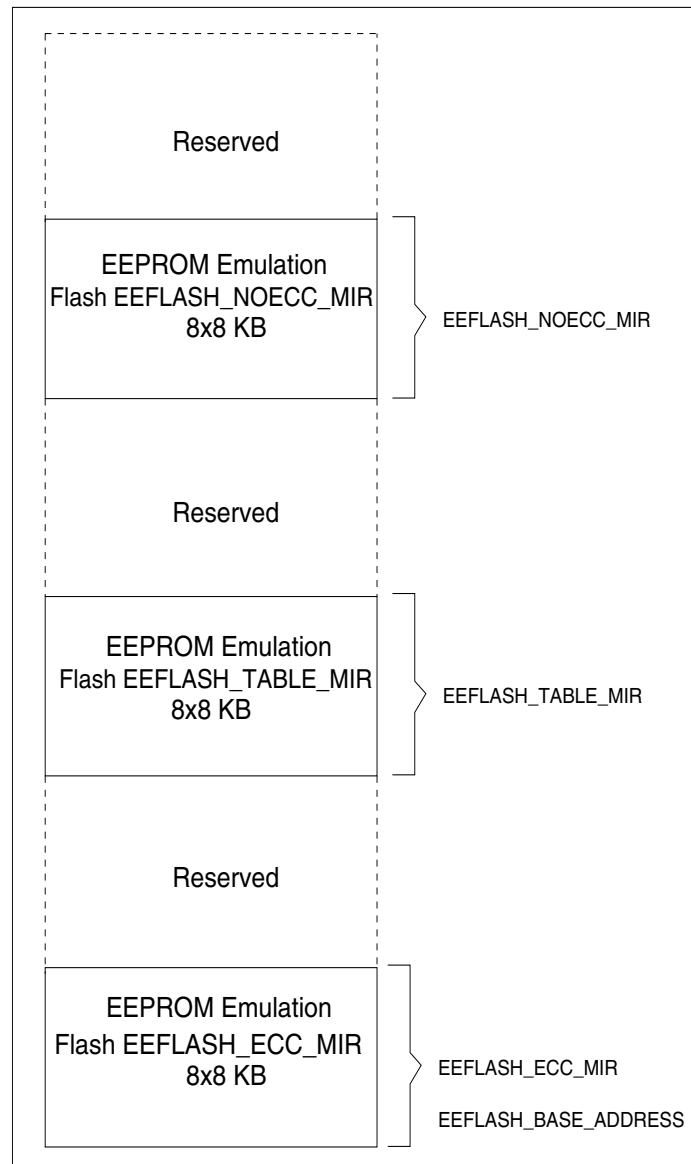 Reserved
EEPROM Emulation
Flash EEFLASH_NOECC_MIR
8x8 KB
EEFLASH_NOECC_MIR
Reserved
EEPROM Emulation
Flash EEFLASH_TABLE_MIR
8x8 KB
EEFLASH_TABLE_MIR
Reserved
EEPROM Emulation
Flash EEFLASH_ECC_MIR
8x8 KB
EEFLASH_ECC_MIR
EEFLASH_BASE_ADDRESS